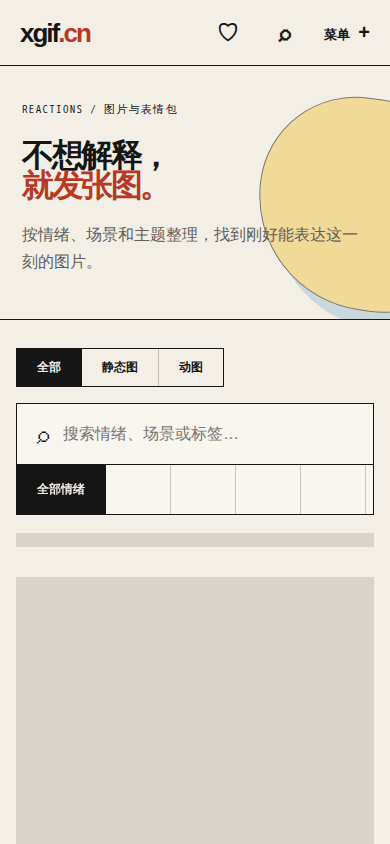 xgif.cn
菜单 +
REACTIONS / 图片与表情包
不想解释，
就发张图。
按情绪、场景和主题整理，找到刚好能表达这一
刻的图片。
全部 静态图 动图
搜索情绪、场景或标签…
全部情绪